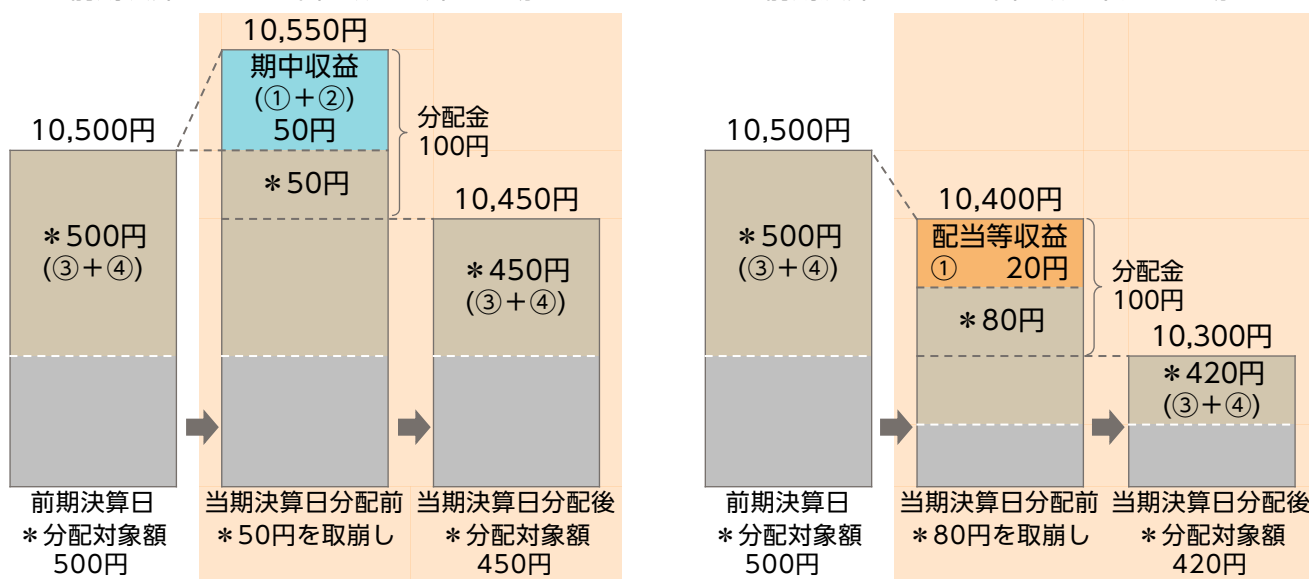 10,550円
期中収益
(①＋②)
50円
分配金
100円
10,500円
＊50円
10,450円
＊500円
(③＋④)
＊450円
(③＋④)
前期決算日
＊分配対象額
500円
当期決算日分配前
＊50円を取崩し
当期決算日分配後
＊分配対象額
450円
10,500円
10,400円
＊500円
(③＋④)
配当等収益
① 20円
分配金
100円
＊80円
10,300円
＊420円
(③＋④)
前期決算日
＊分配対象額
500円
当期決算日分配前
＊80円を取崩し
当期決算日分配後
＊分配対象額
420円